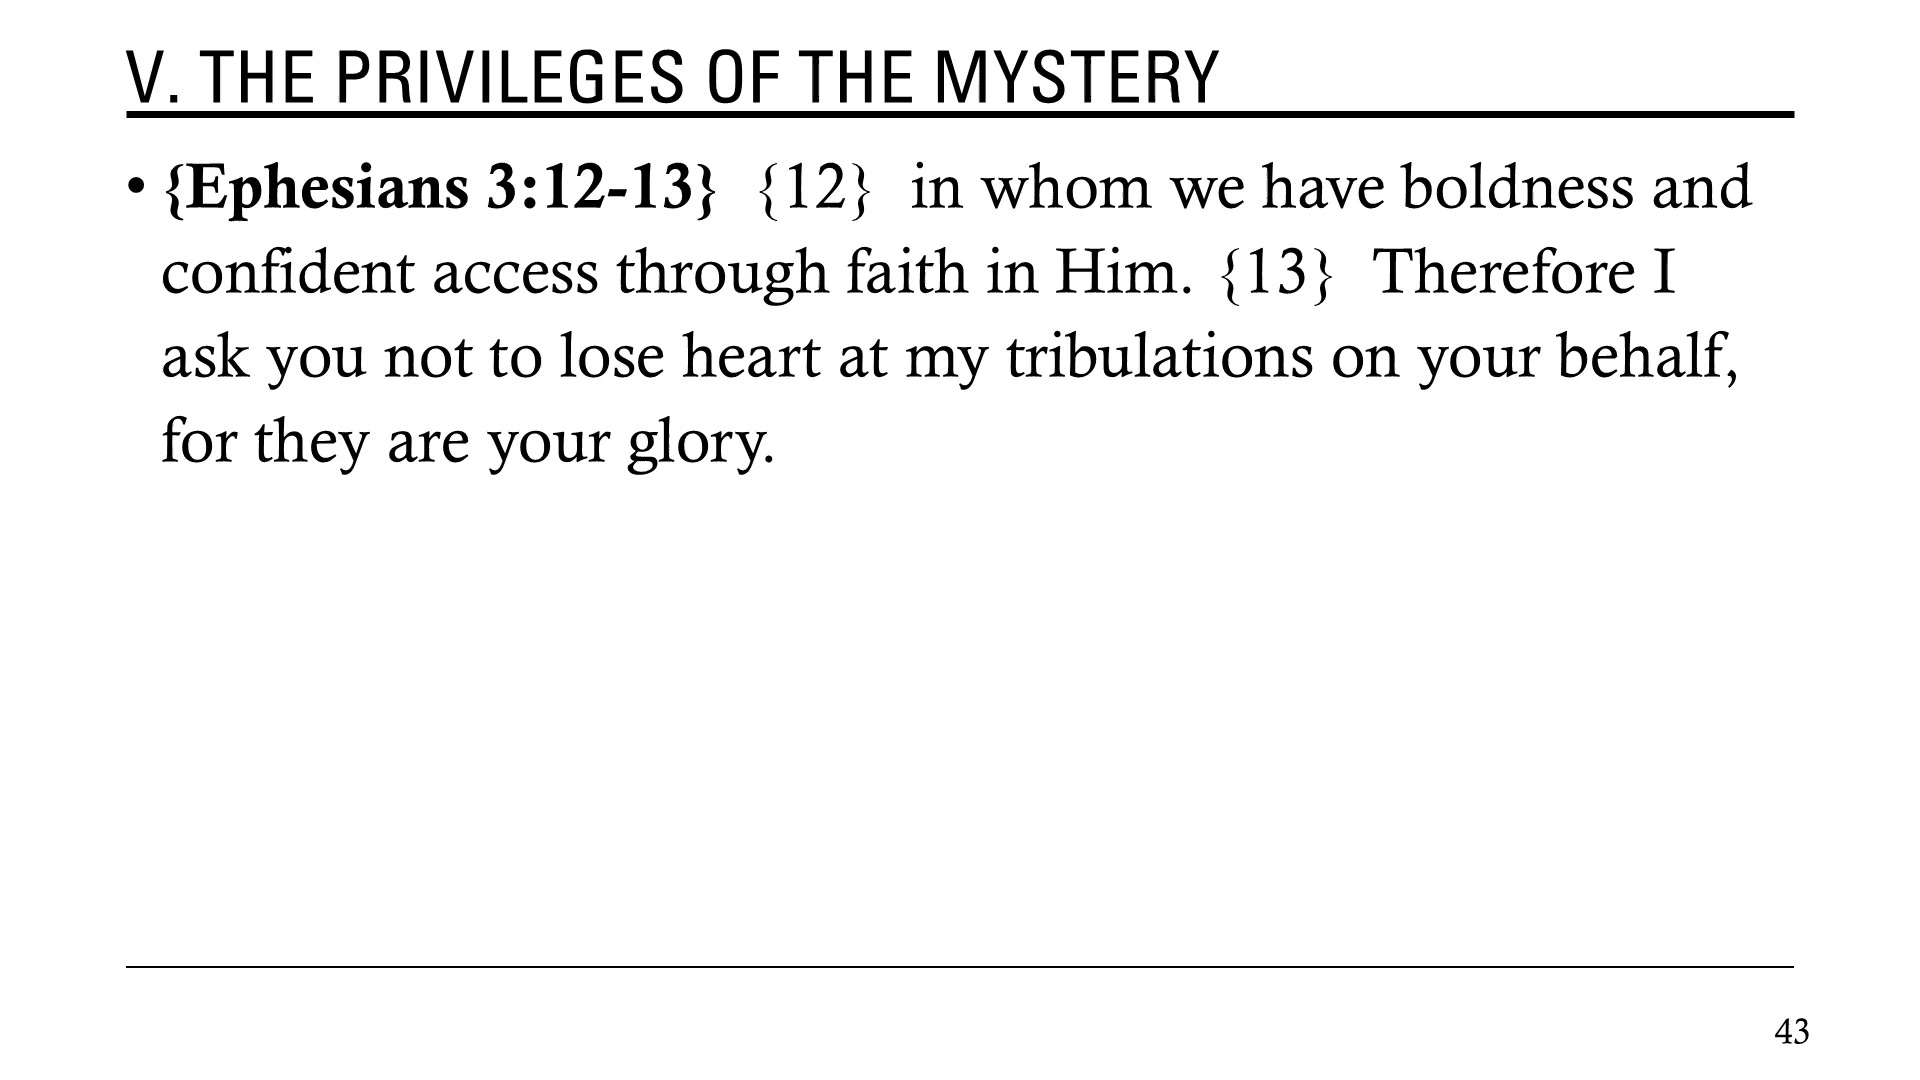 V. THE PRIVILEGES OF THE MYSTERY
• {Ephesians 3:12-13} {12} in whom we have boldness and
confident access through faith in Him. {13} Therefore I
ask you not to lose heart at my tribulations on your behalf,
for they are your glory.
43